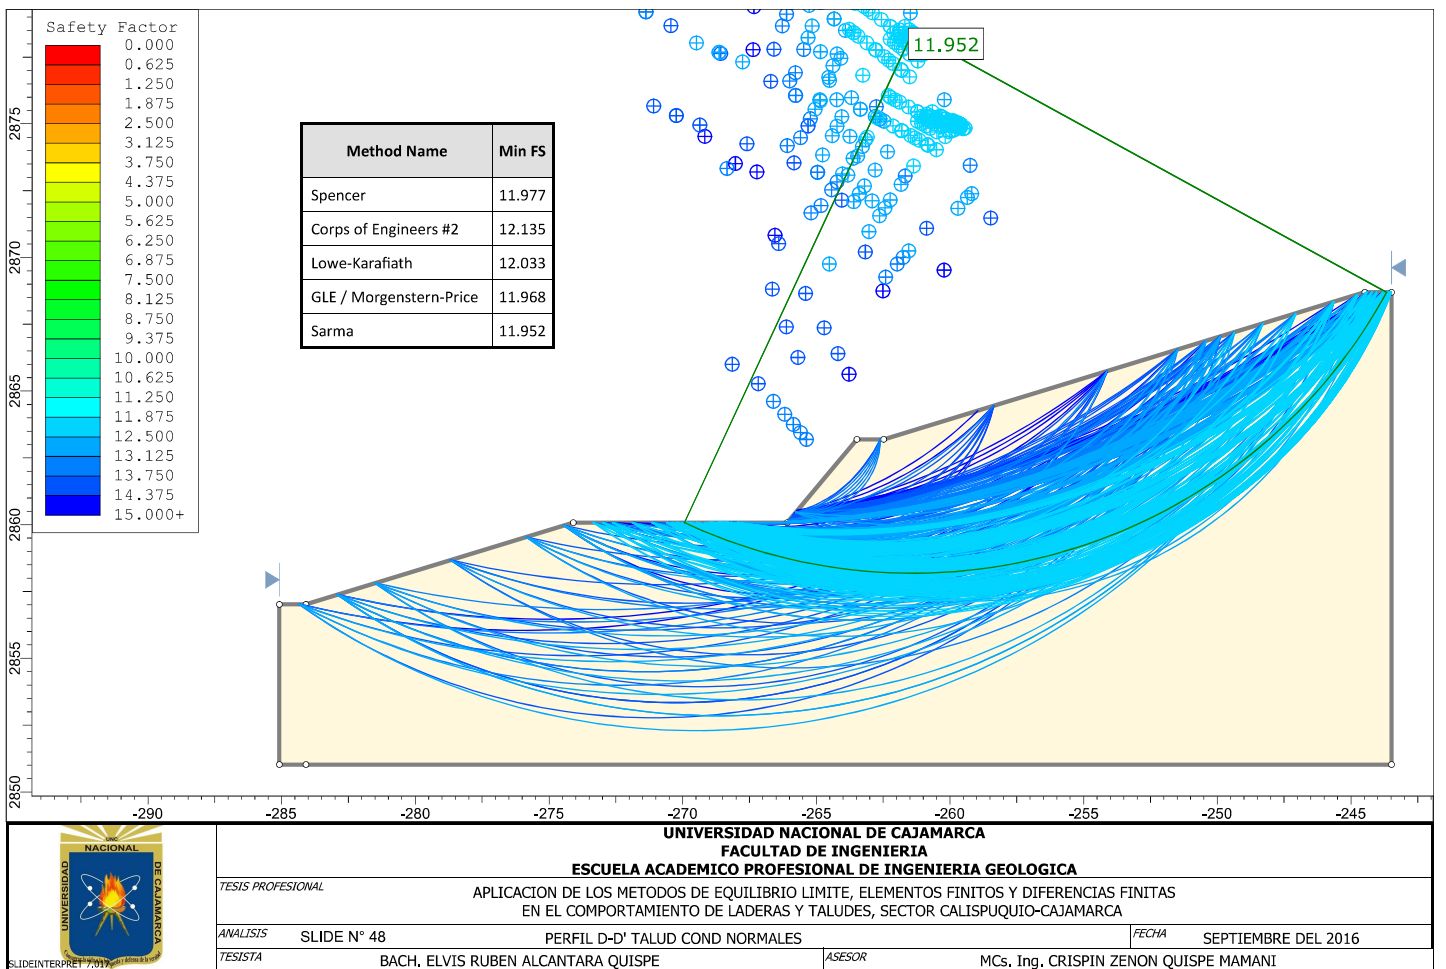 Safety Factor
0.000
0.625
1.250
1.875
2.500
3.125
3.750
4.375
5.000
5.625
6.250
6.875
7.500
8.125
8.750
9.375
10.000
10.625
11.250
11.875
12.500
13.125
13.750
14.375
15.000+
Method Name Min FS
Spencer 11.977
Corps of Engineers #2 12.135
Lowe-Karafiath 12.033
GLE / Morgenstern-Price 11.968
Sarma 11.952
11.952
2875
2870
2865
2860
2855
2850
-290 -285 -280 -275 -270 -265 -260 -255 -250 -245
UNIVERSIDAD NACIONAL DE CAJAMARCA
FACULTAD DE INGENIERIA
ESCUELA ACADEMICO PROFESIONAL DE INGENIERIA GEOLOGICA
TESIS PROFESIONAL
APLICACION DE LOS METODOS DE EQUILIBRIO LIMITE, ELEMENTOS FINITOS Y DIFERENCIAS FINITAS
EN EL COMPORTAMIENTO DE LADERAS Y TALUDES, SECTOR CALISPUQUIO-CAJAMARCA
ANALISIS SLIDE N° 48 PERFIL D-D' TALUD COND NORMALES FECHA SEPTIEMBRE DEL 2016
TESISTA BACH. ELVIS RUBEN ALCANTARA QUISPE ASESOR MCs. Ing. CRISPIN ZENON QUISPE MAMANI
UNC
NACIONAL
UNIVERSIDAD
DE CAJAMARCA
SLIDEINTERPRET 7.017